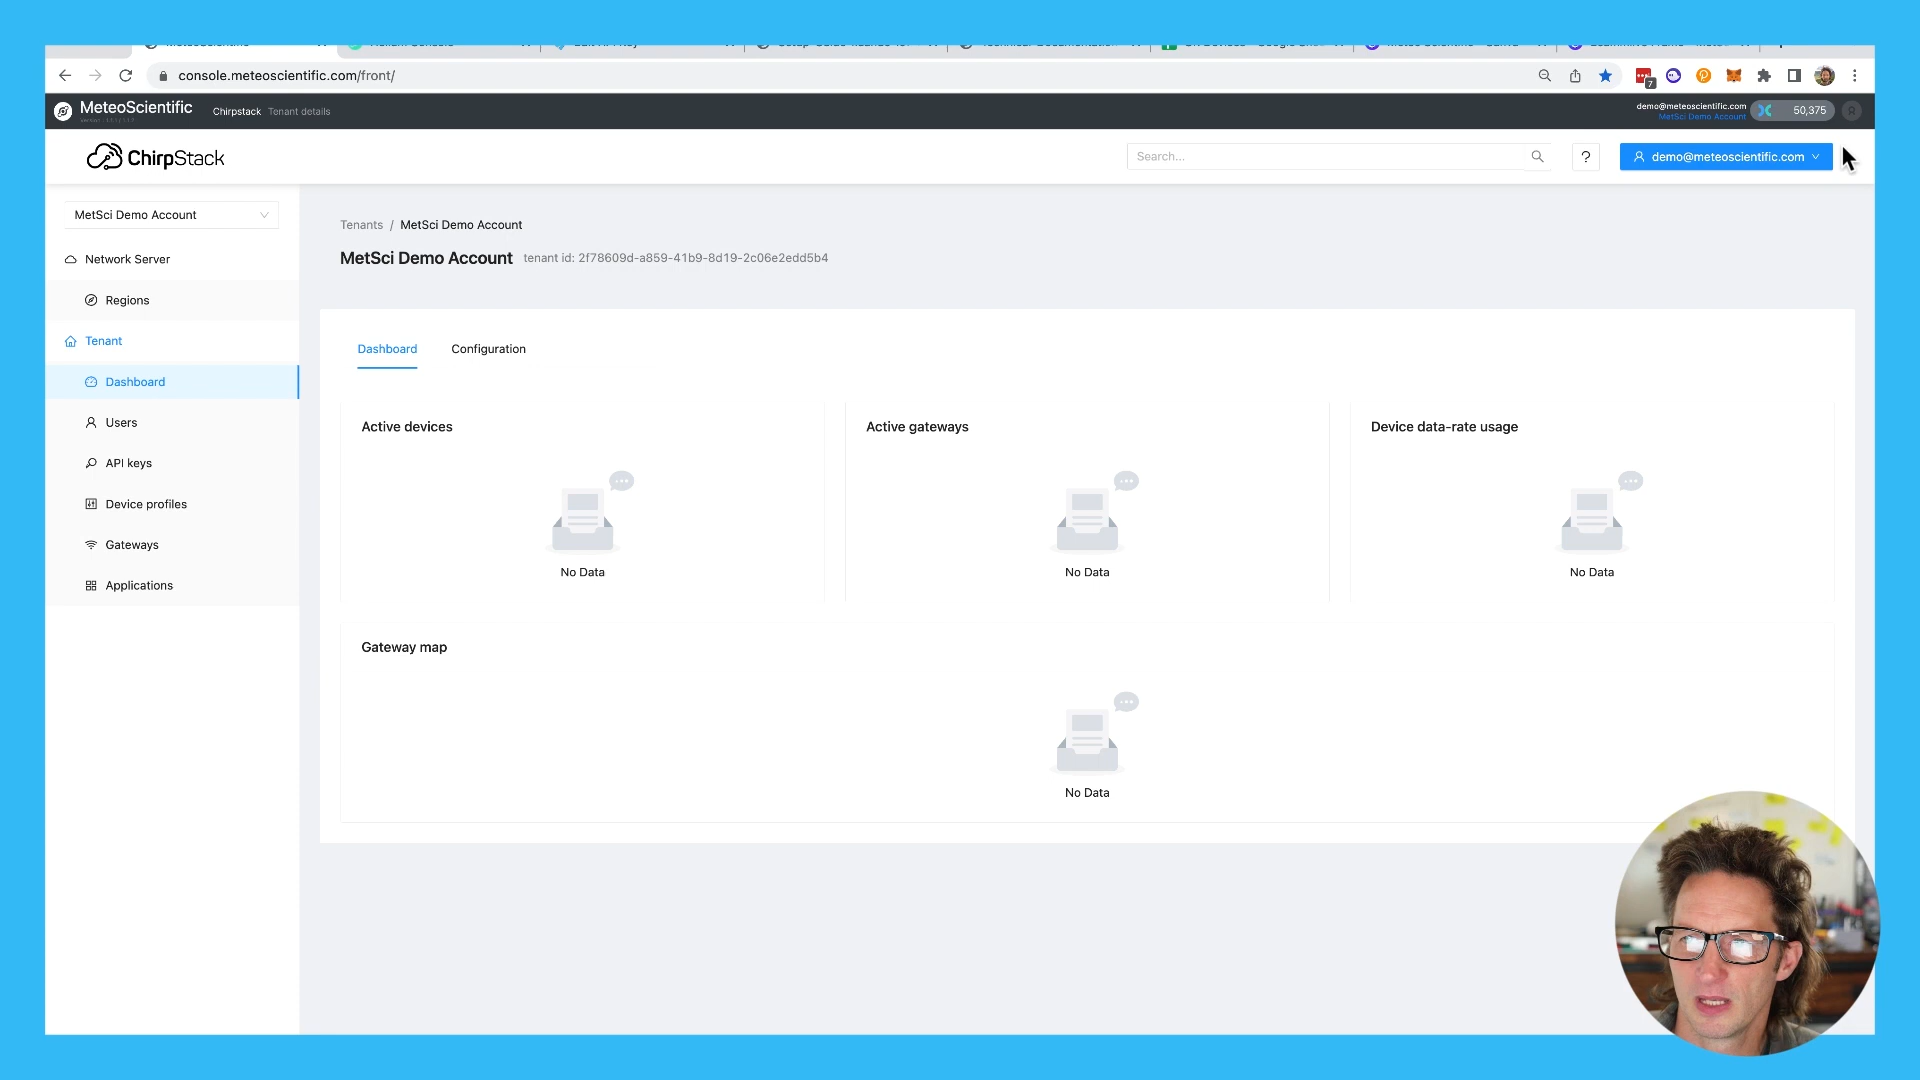 console.meteoscientific.com/front/
7
MeteoScientific
Chirpstack Tenant details
demo@meteoscientific.com
MetSci Demo Account
50,375
ChirpStack
Search...
?
demo@meteoscientific.com
MetSci Demo Account
Network Server
Regions
Tenant
Dashboard
Users
API keys
Device profiles
Gateways
Applications
Tenants / MetSci Demo Account
MetSci Demo Account tenant id: 2f78609d-a859-41b9-8d19-2c06e2edd5b4
Dashboard Configuration
Active devices
No Data
Active gateways
No Data
Device data-rate usage
No Data
Gateway map
No Data